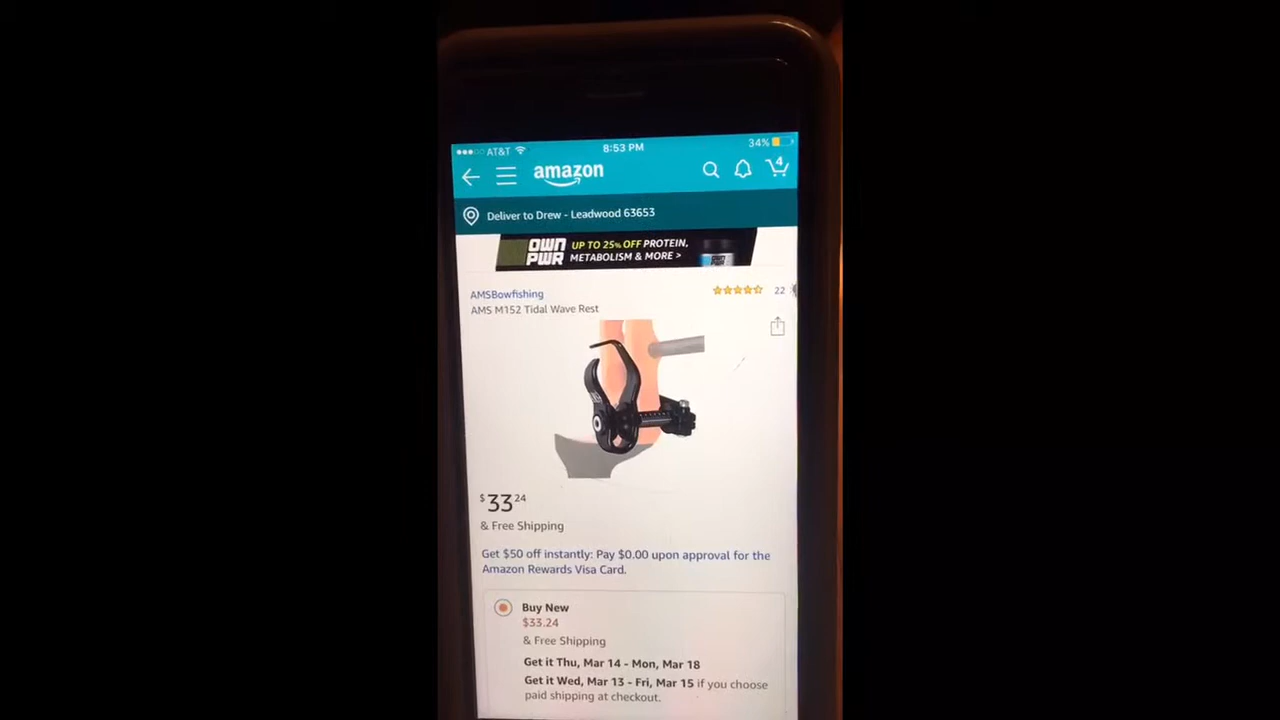 AT&T 8:53 PM 34%
amazon 4
Deliver to Drew - Leadwood 63653
OWN PWR UP TO 25% OFF PROTEIN,
METABOLISM & MORE >
AMSBowfishing 22
AMS M152 Tidal Wave Rest
$33 24
& Free Shipping
Get $50 off instantly: Pay $0.00 upon approval for the
Amazon Rewards Visa Card.
Buy New
$33.24
& Free Shipping
Get it Thu, Mar 14 - Mon, Mar 18
Get it Wed, Mar 13 - Fri, Mar 15 if you choose
paid shipping at checkout.